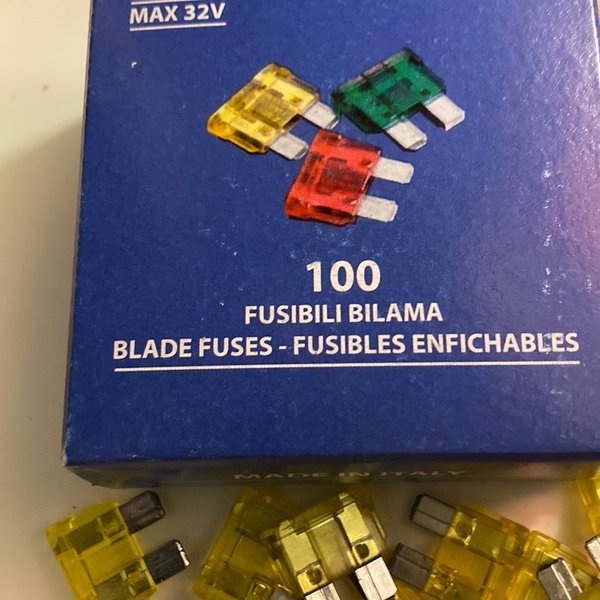 MAX 32V
100
FUSIBILI BILAMA
BLADE FUSES - FUSIBLES ENFICHABLES
MADE IN ITALY